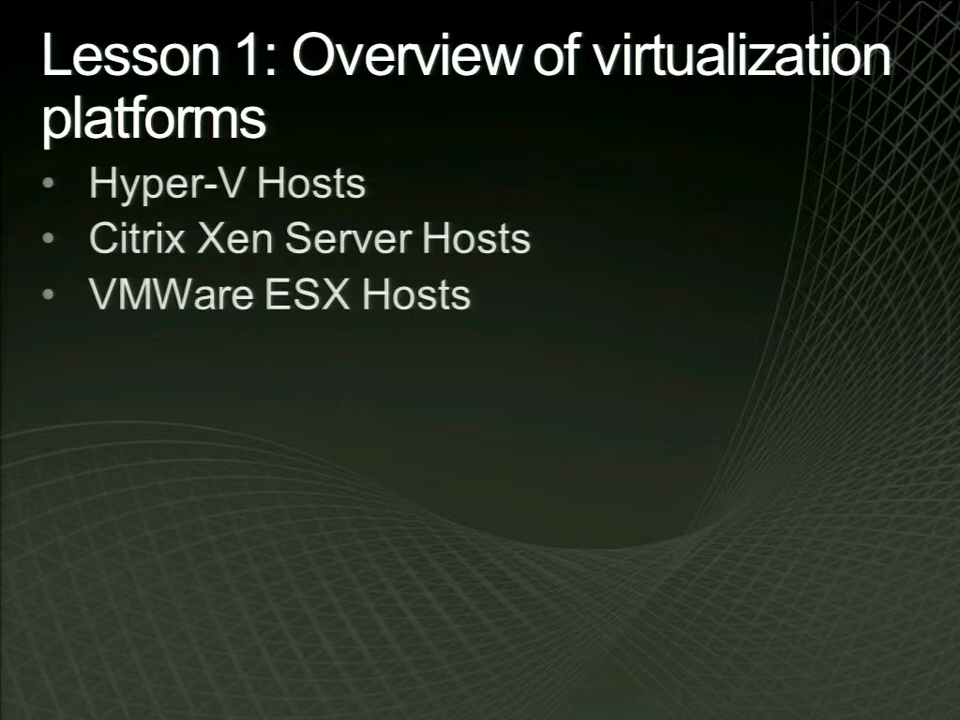 Lesson 1: Overview of virtualization
platforms
• Hyper-V Hosts
• Citrix Xen Server Hosts
• VMWare ESX Hosts